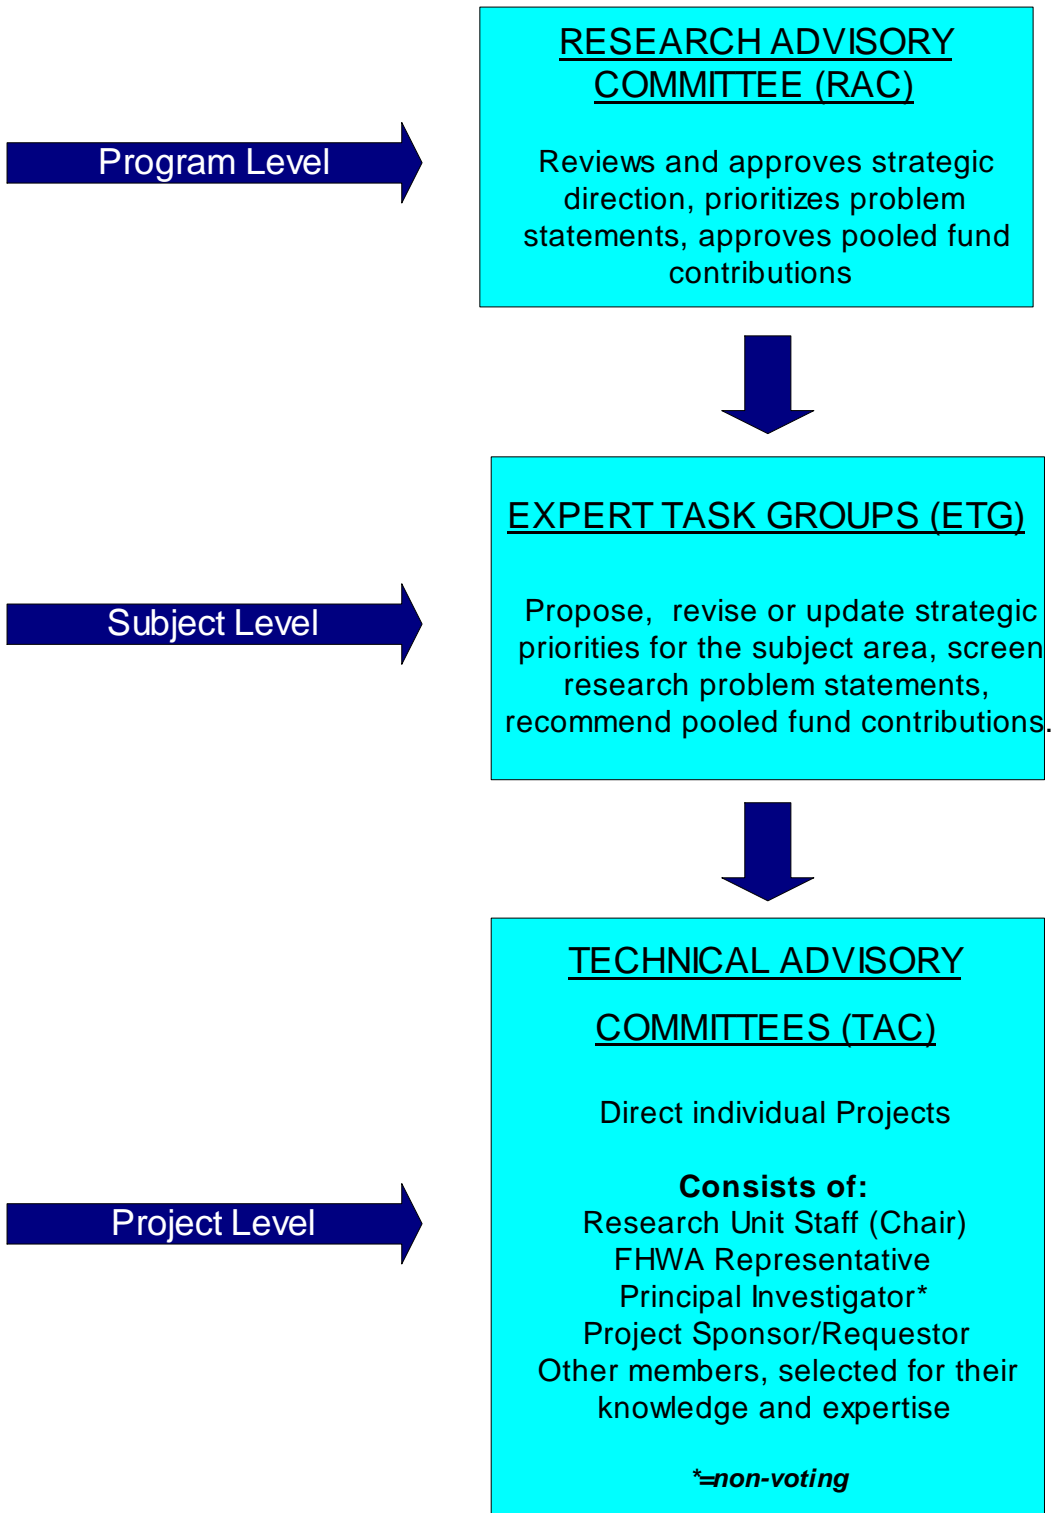 RESEARCH ADVISORY
COMMITTEE (RAC)
Program Level
Reviews and approves strategic
direction, prioritizes problem
statements, approves pooled fund
contributions
EXPERT TASK GROUPS (ETG)
Subject Level
Propose, revise or update strategic
priorities for the subject area, screen
research problem statements,
recommend pooled fund contributions.
TECHNICAL ADVISORY
COMMITTEES (TAC)
Direct individual Projects
Project Level
Consists of:
Research Unit Staff (Chair)
FHWA Representative
Principal Investigator*
Project Sponsor/Requestor
Other members, selected for their
knowledge and expertise
*=non-voting